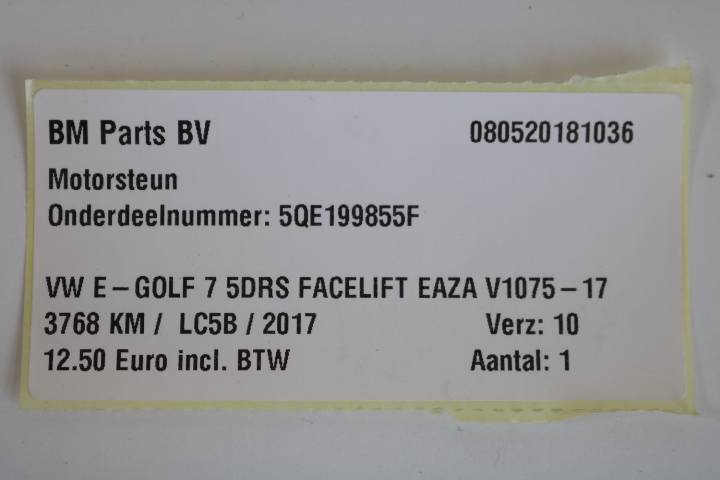 BM Parts BV 080520181036
Motorsteun
Onderdeelnummer: 5QE199855F
VW E-GOLF 7 5DRS FACELIFT EAZA V1075-17
3768 KM / LC5B / 2017 Verz: 10
12.50 Euro incl. BTW Aantal: 1